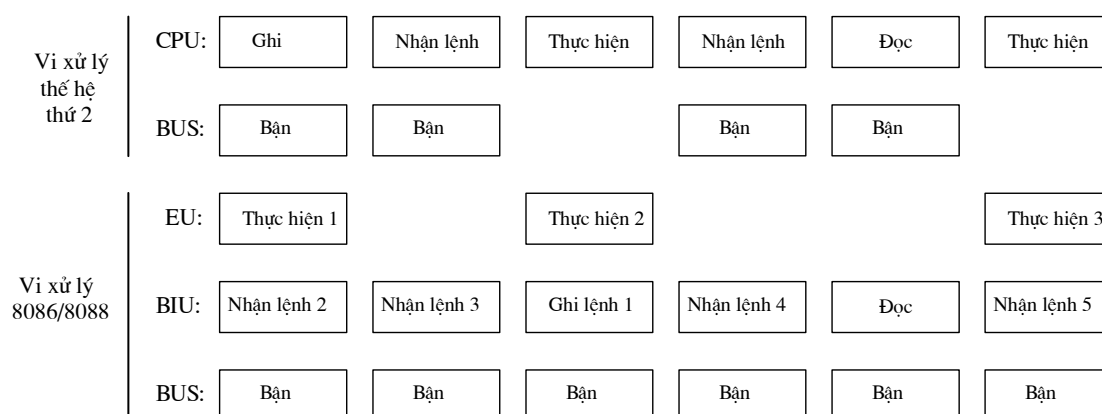 CPU: Ghi Nhận lệnh Thực hiện Nhận lệnh Đọc Thực hiện
Vi xử lý
thế hệ
thứ 2
BUS: Bận Bận Bận Bận
EU: Thực hiện 1 Thực hiện 2 Thực hiện 3
Vi xử lý
8086/8088
BIU: Nhận lệnh 2 Nhận lệnh 3 Ghi lệnh 1 Nhận lệnh 4 Đọc Nhận lệnh 5
BUS: Bận Bận Bận Bận Bận Bận